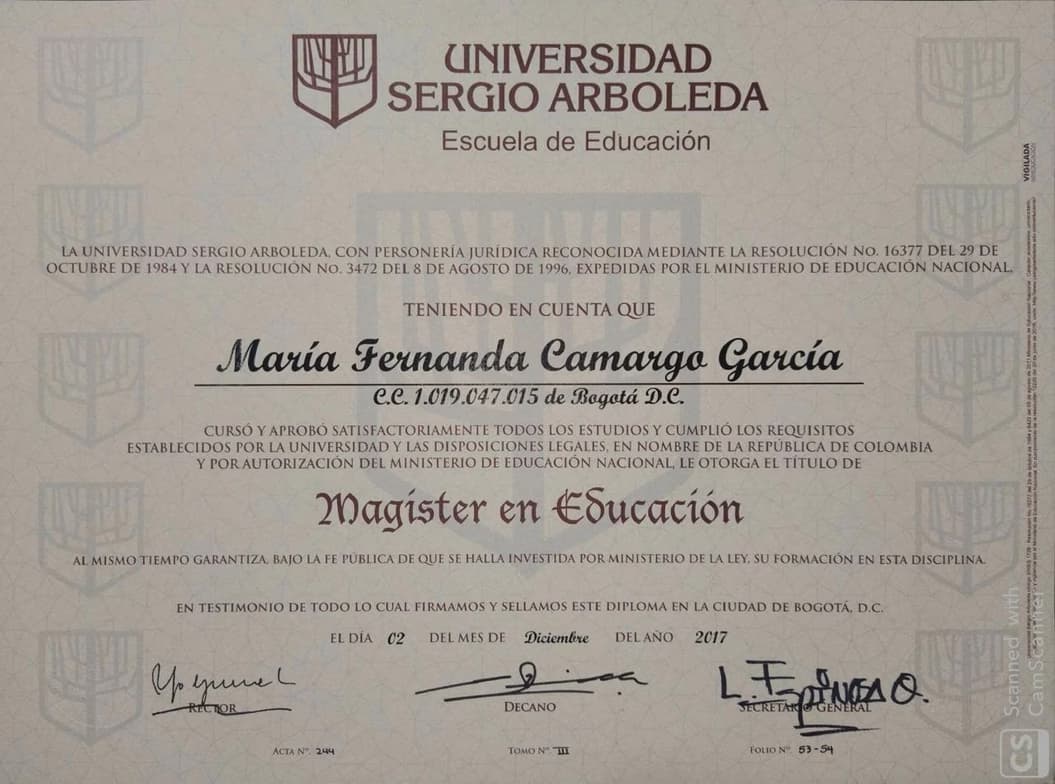 UNIVERSIDAD
SERGIO ARBOLEDA
Escuela de Educación
VIGILADA
LA UNIVERSIDAD SERGIO ARBOLEDA, CON PERSONERÍA JURÍDICA RECONOCIDA MEDIANTE LA RESOLUCIÓN No. 16377 DEL 29 DE
OCTUBRE DE 1984 Y LA RESOLUCIÓN No. 3472 DEL 8 DE AGOSTO DE 1996, EXPEDIDAS POR EL MINISTERIO DE EDUCACIÓN NACIONAL,
TENIENDO EN CUENTA QUE
María Fernanda Camargo García
C.C. 1.019.047.015 de Bogotá D.C.
CURSÓ Y APROBÓ SATISFACTORIAMENTE TODOS LOS ESTUDIOS Y CUMPLIÓ LOS REQUISITOS
ESTABLECIDOS POR LA UNIVERSIDAD Y LAS DISPOSICIONES LEGALES, EN NOMBRE DE LA REPÚBLICA DE COLOMBIA
Y POR AUTORIZACIÓN DEL MINISTERIO DE EDUCACIÓN NACIONAL, LE OTORGA EL TÍTULO DE
Magíster en Educación
AL MISMO TIEMPO GARANTIZA, BAJO LA FE PÚBLICA DE QUE SE HALLA INVESTIDA POR MINISTERIO DE LA LEY, SU FORMACIÓN EN ESTA DISCIPLINA.
EN TESTIMONIO DE TODO LO CUAL FIRMAMOS Y SELLAMOS ESTE DIPLOMA EN LA CIUDAD DE BOGOTÁ, D.C.
EL DÍA 02 DEL MES DE Diciembre DEL AÑO 2017
L. Espinosa Q.
RECTOR DECANO SECRETARIO GENERAL
ACTA Nº. 244 TOMO Nº. III FOLIO Nº. 53-54
Scanned with
CamScanner
CS